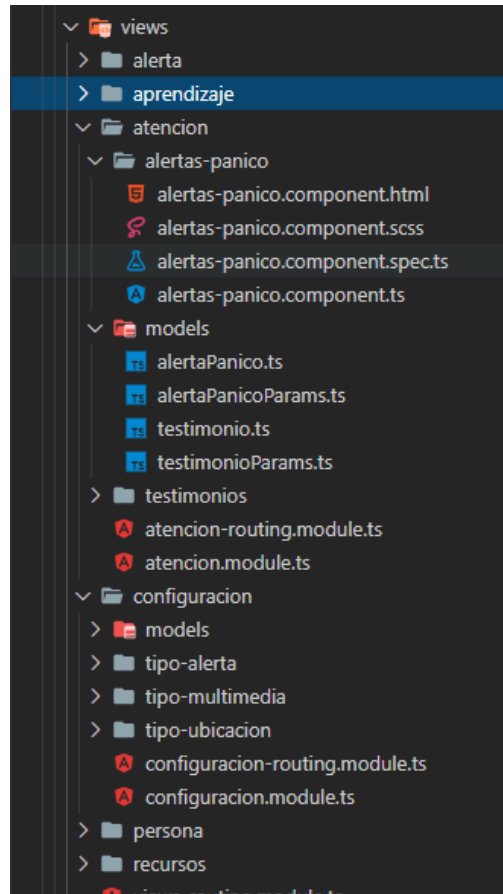 views
alerta
aprendizaje
atencion
alertas-panico
alertas-panico.component.html
alertas-panico.component.scss
alertas-panico.component.spec.ts
alertas-panico.component.ts
models
alertaPanico.ts
alertaPanicoParams.ts
testimonio.ts
testimonioParams.ts
testimonios
atencion-routing.module.ts
atencion.module.ts
configuracion
models
tipo-alerta
tipo-multimedia
tipo-ubicacion
configuracion-routing.module.ts
configuracion.module.ts
persona
recursos